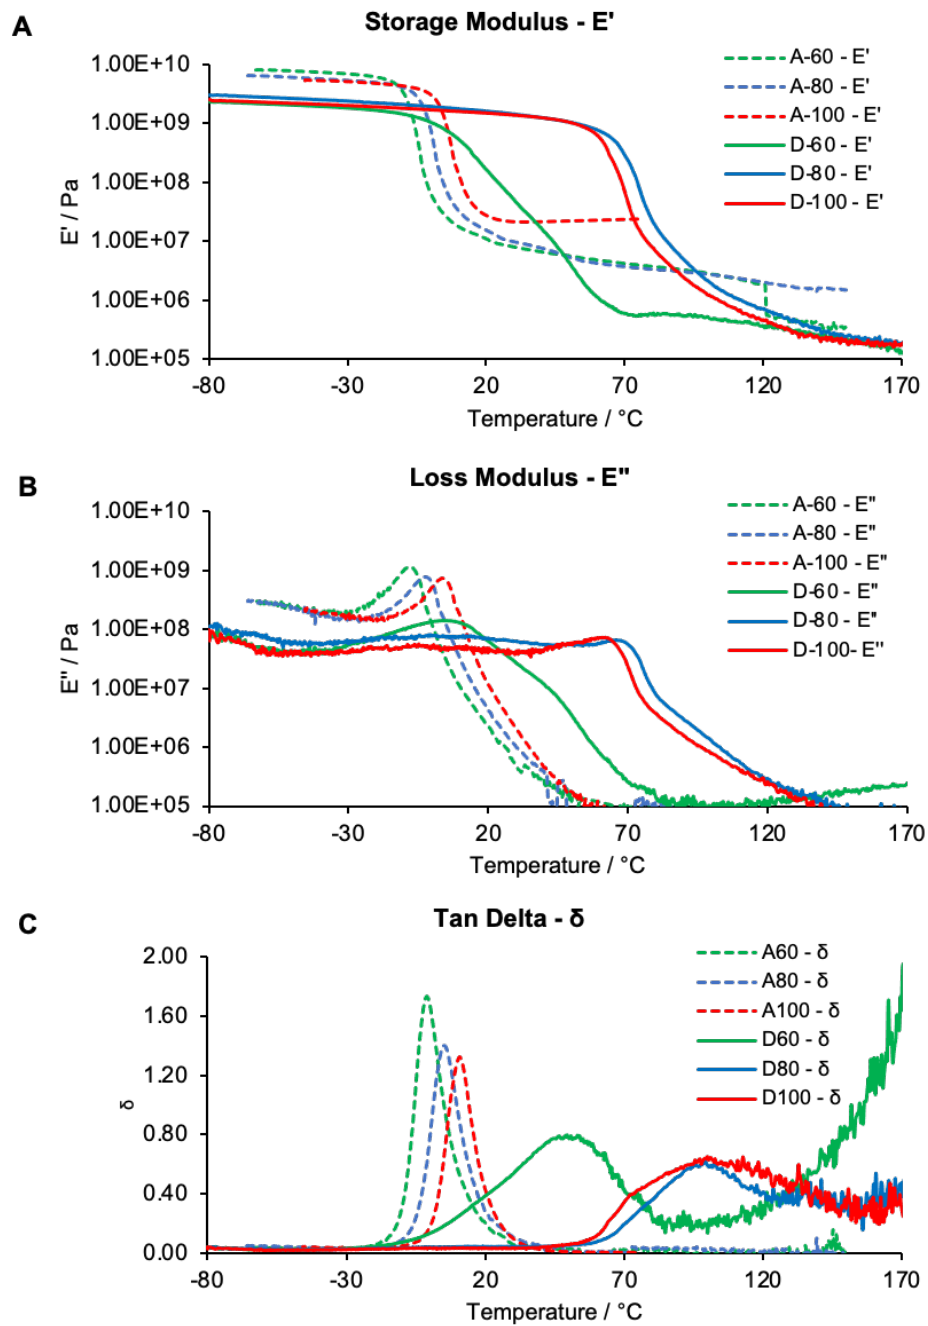 A
Storage Modulus - E'
1.00E+10
1.00E+09
1.00E+08
1.00E+07
1.00E+06
1.00E+05
E' / Pa
-80
-30
20
70
120
170
Temperature / °C
A-60 - E'
A-80 - E'
A-100 - E'
D-60 - E'
D-80 - E'
D-100 - E'
B
Loss Modulus - E"
1.00E+10
1.00E+09
1.00E+08
1.00E+07
1.00E+06
1.00E+05
E" / Pa
-80
-30
20
70
120
170
Temperature / °C
A-60 - E"
A-80 - E"
A-100 - E"
D-60 - E"
D-80 - E"
D-100- E"
C
Tan Delta - δ
2.00
1.60
1.20
0.80
0.40
0.00
δ
-80
-30
20
70
120
170
Temperature / °C
A60 - δ
A80 - δ
A100 - δ
D60 - δ
D80 - δ
D100 - δ